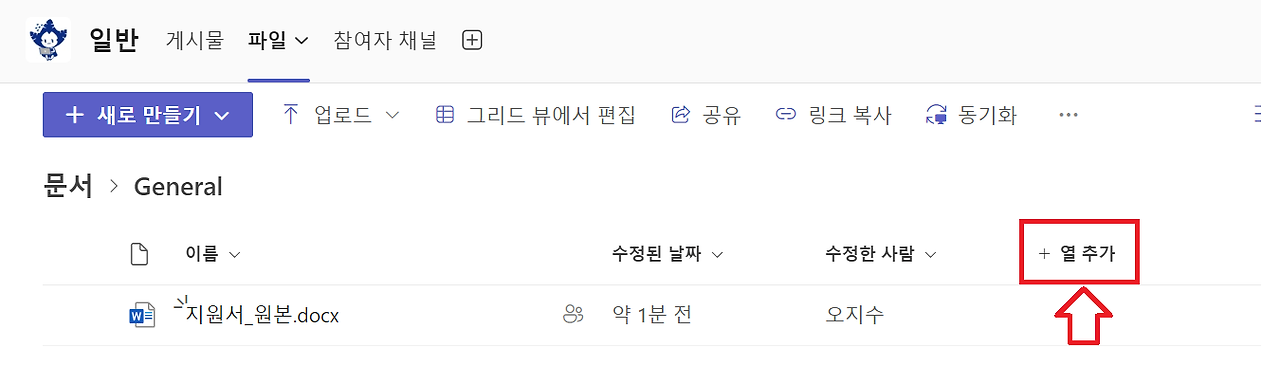 일반 게시물 파일 참여자 채널
+ 새로 만들기 업로드 그리드 뷰에서 편집 공유 링크 복사 동기화 ...
문서 > General
이름 수정된 날짜 수정한 사람 + 열 추가
지원서_원본.docx 약 1분 전 오지수